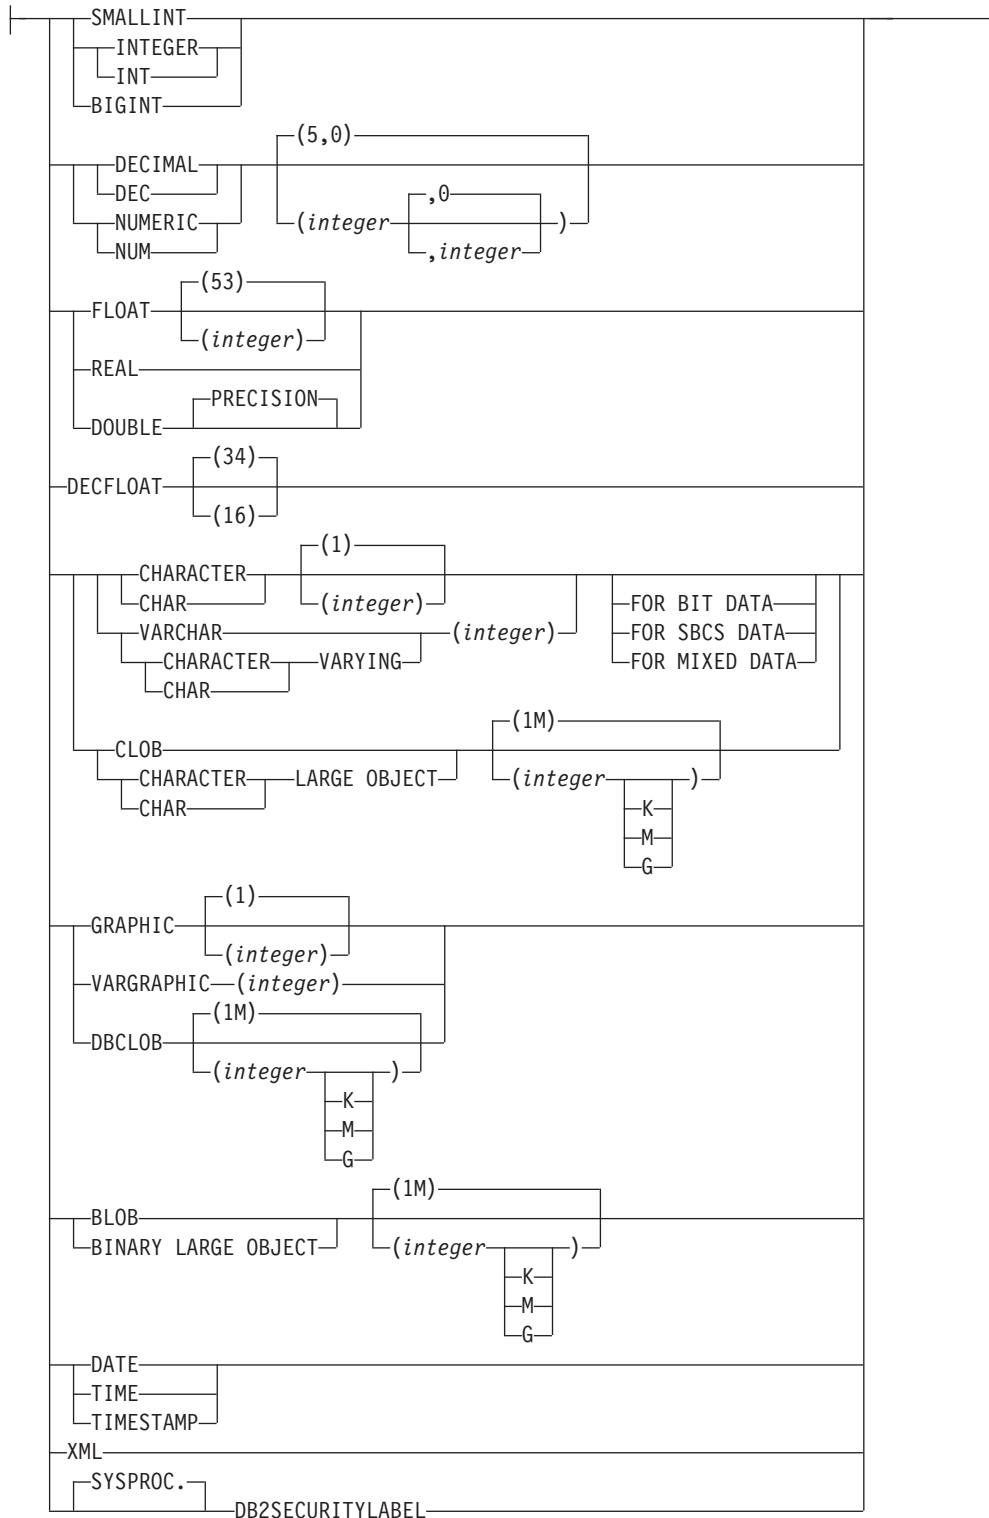 SMALLINT
INTEGER
INT
BIGINT
(5,0)
DECIMAL
DEC
,0
NUMERIC
(integer
)
NUM
,integer
(53)
FLOAT
(integer)
REAL
PRECISION
DOUBLE
(34)
DECFLOAT
(16)
(1)
CHARACTER
CHAR
(integer)
FOR BIT DATA
VARCHAR
(integer)
FOR SBCS DATA
CHARACTER
VARYING
FOR MIXED DATA
CHAR
(1M)
CLOB
CHARACTER
LARGE OBJECT
(integer
)
CHAR
K
M
G
(1)
GRAPHIC
(integer)
VARGRAPHIC
(integer)
(1M)
DBCLOB
(integer
)
K
M
G
(1M)
BLOB
BINARY LARGE OBJECT
(integer
)
K
M
G
DATE
TIME
TIMESTAMP
XML
SYSPROC.
DB2SECURITYLABEL